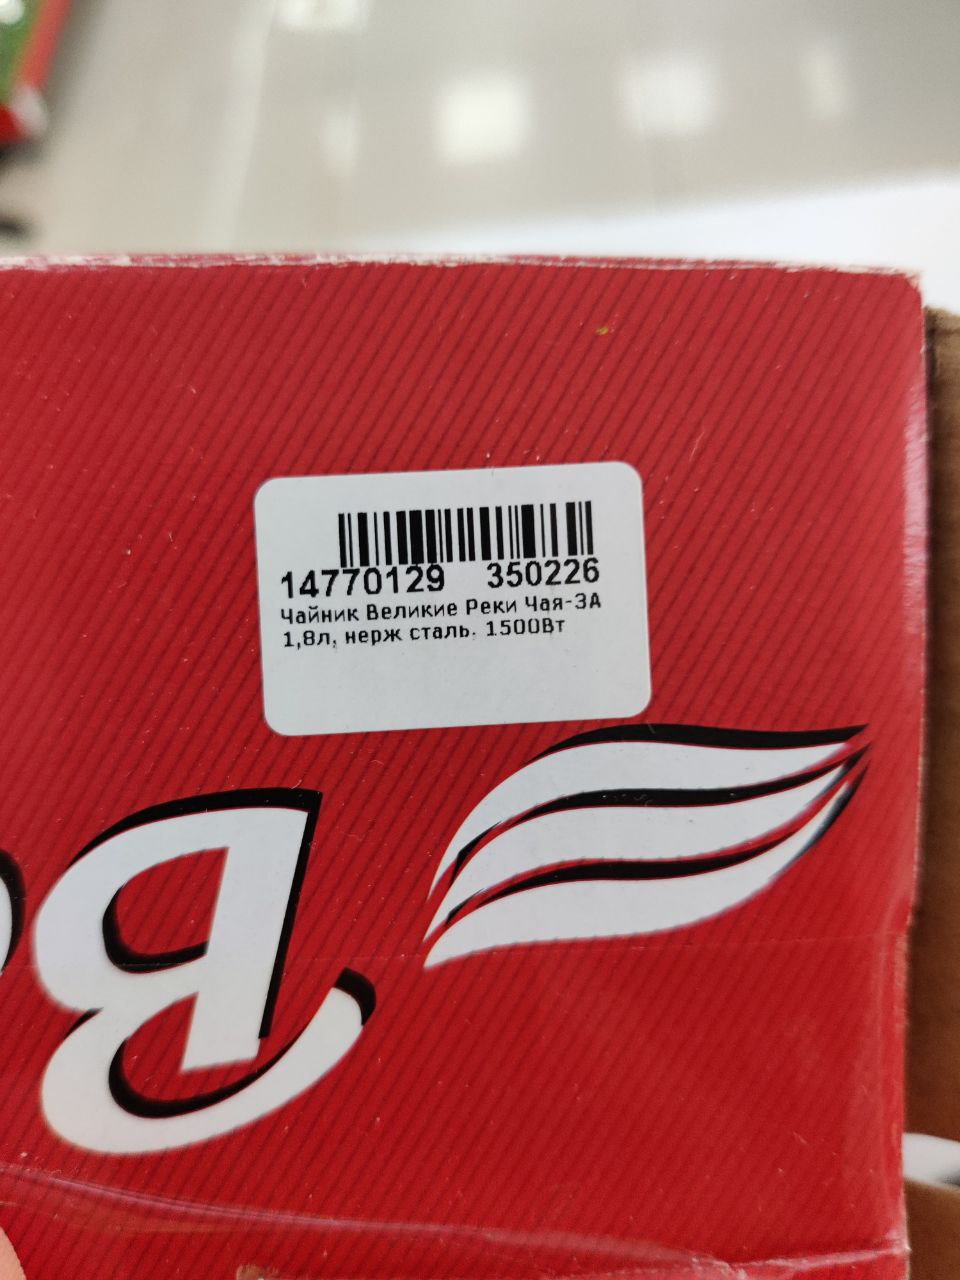 14770129 350226
Чайник Великие Реки Чая-3А
1,8л, нерж сталь. 1500Вт
В